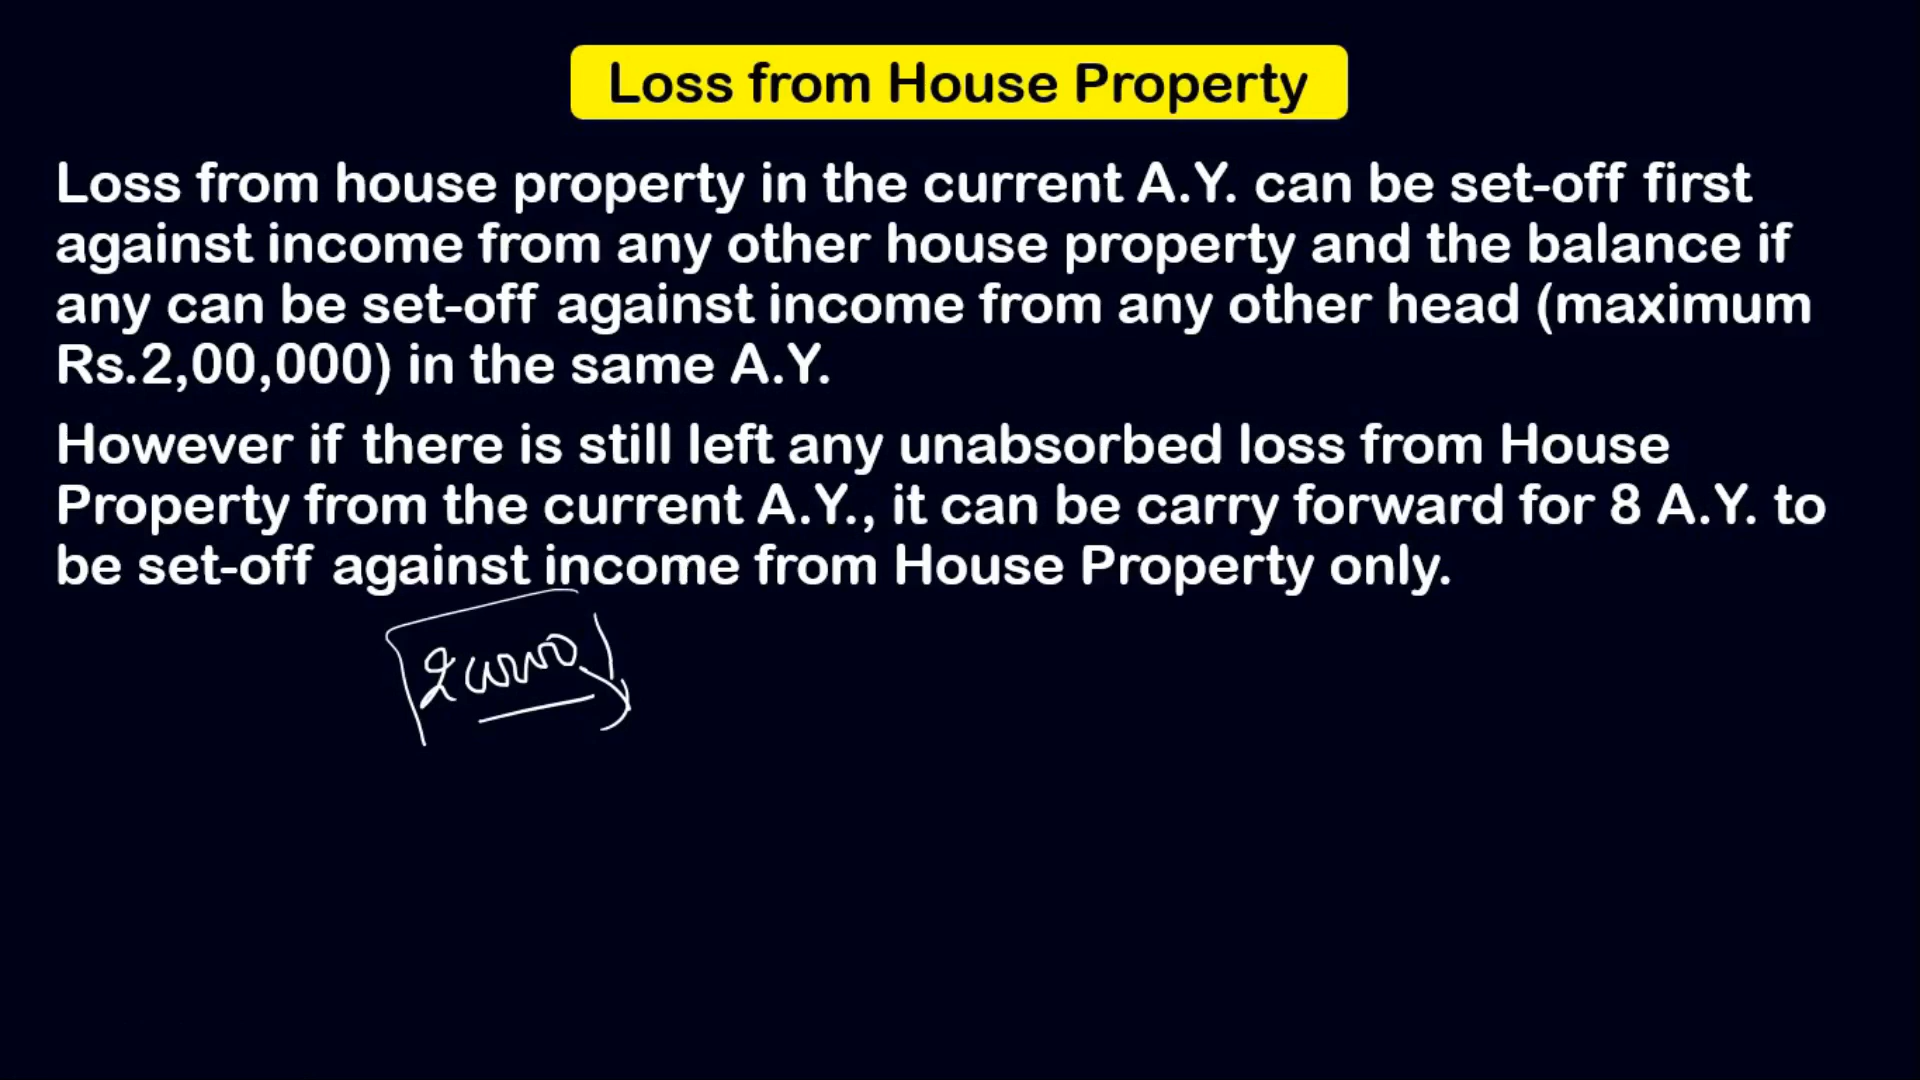 Loss from House Property
Loss from house property in the current A.Y. can be set-off first
against income from any other house property and the balance if
any can be set-off against income from any other head (maximum
Rs.2,00,000) in the same A.Y.
However if there is still left any unabsorbed loss from House
Property from the current A.Y., it can be carry forward for 8 A.Y. to
be set-off against income from House Property only.